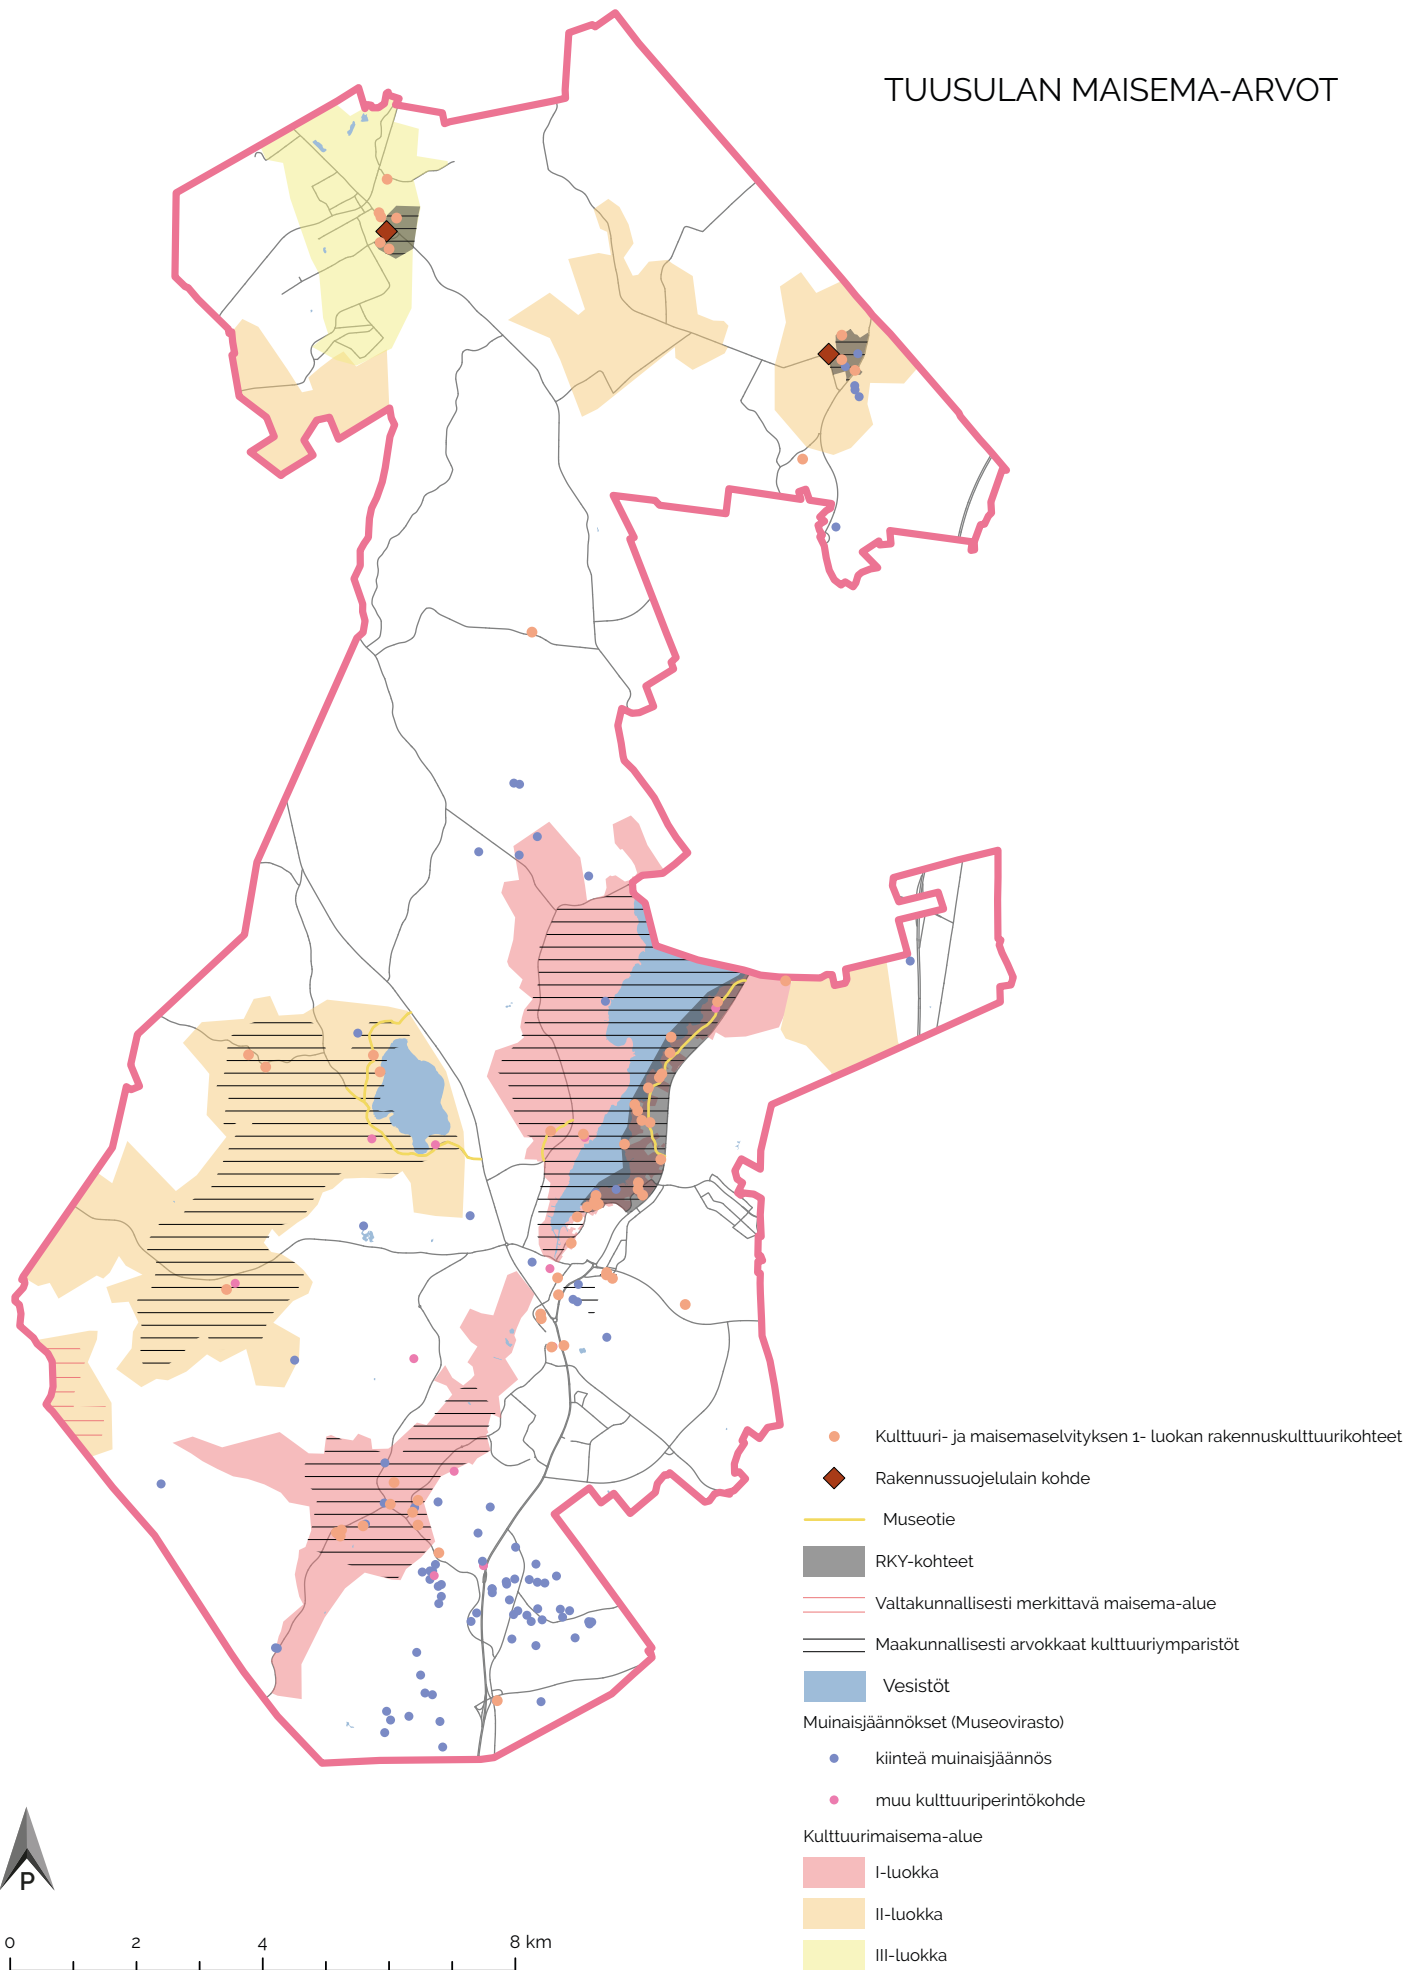 TUUSULAN MAISEMA-ARVOT
Kulttuuri- ja maisemaselvityksen 1- luokan rakennuskulttuurikohteet
Rakennussuojelulain kohde
Museotie
RKY-kohteet
Valtakunnallisesti merkittävä maisema-alue
Maakunnallisesti arvokkaat kulttuuriymparistöt
Vesistöt
Muinaisjäännökset (Museovirasto)
kiinteä muinaisjäännös
muu kulttuuriperintökohde
Kulttuurimaisema-alue
I-luokka
II-luokka
III-luokka
P
0 2 4 8 km